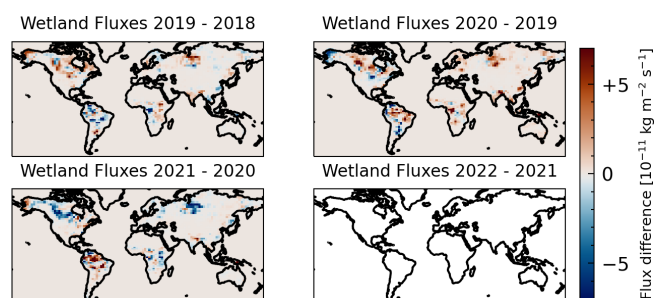 Wetland Fluxes 2019 - 2018
Wetland Fluxes 2020 - 2019
Wetland Fluxes 2021 - 2020
Wetland Fluxes 2022 - 2021
+5
0
−5
Flux difference [10⁻¹¹ kg m⁻² s⁻¹]